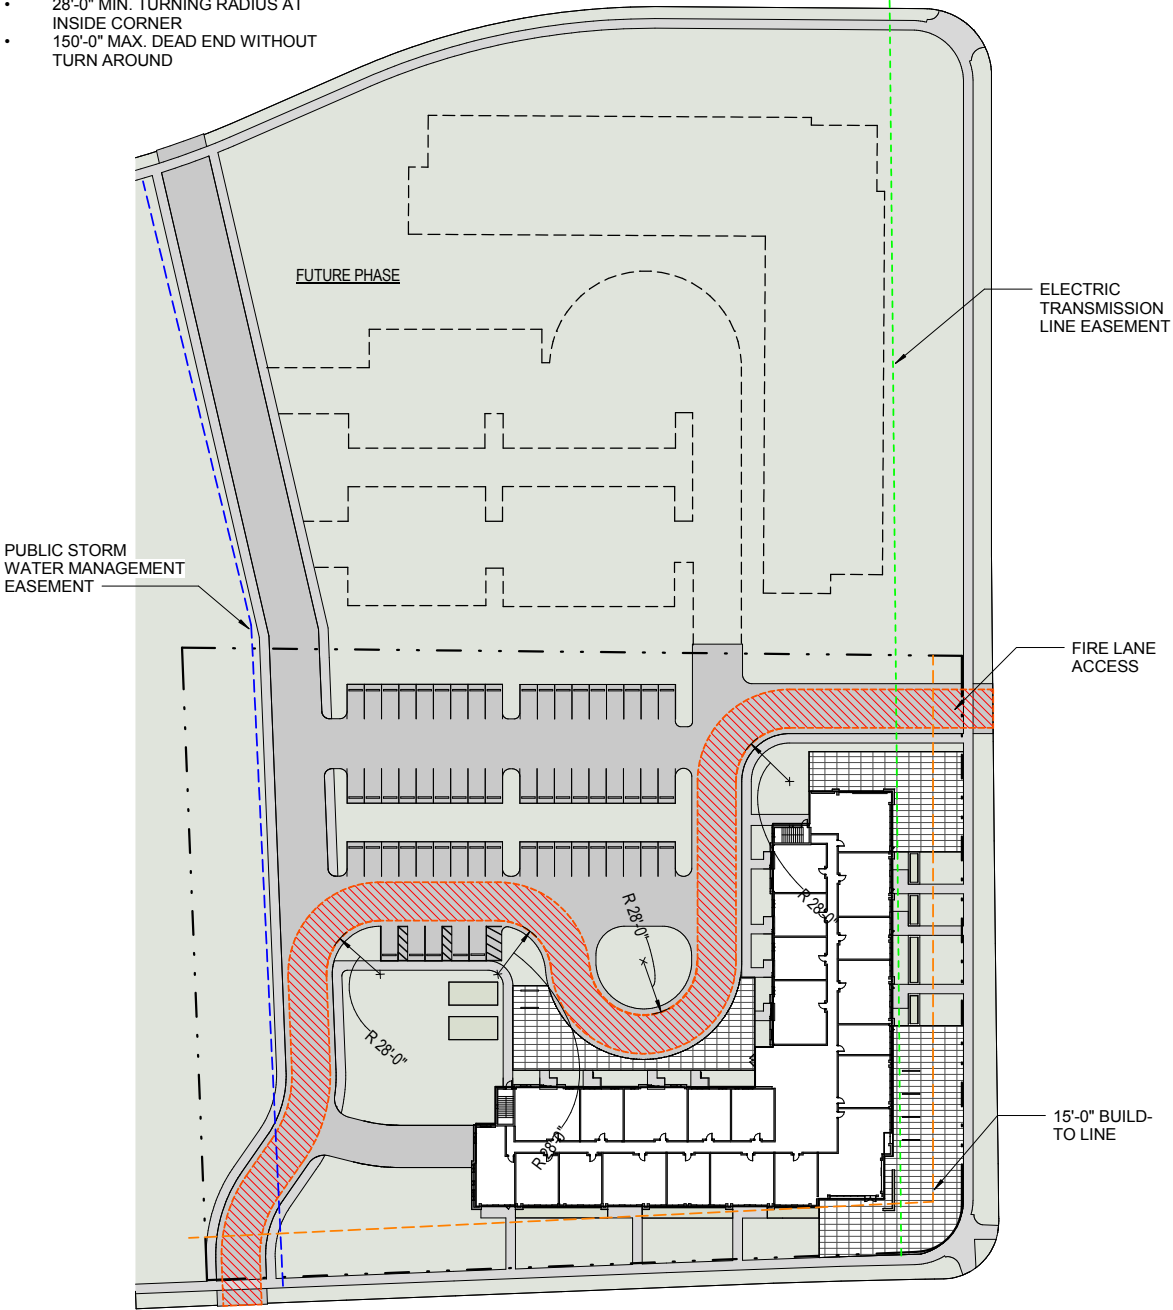 • 28'-0" MIN. TURNING RADIUS AT
INSIDE CORNER
• 150'-0" MAX. DEAD END WITHOUT
TURN AROUND
FUTURE PHASE
ELECTRIC
TRANSMISSION
LINE EASEMENT
PUBLIC STORM
WATER MANAGEMENT
EASEMENT
FIRE LANE
ACCESS
R 28'-0"
R 28'-0"
R 28'-0"
R 28'-0"
15'-0" BUILD-
TO LINE